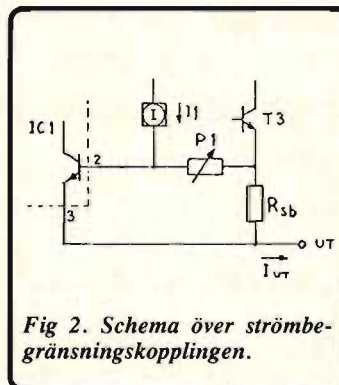 IC1
I
I1
T3
P1
2
Rsb
3
UT
IUT
Fig 2. Schema över strömbe-
gränsningskopplingen.